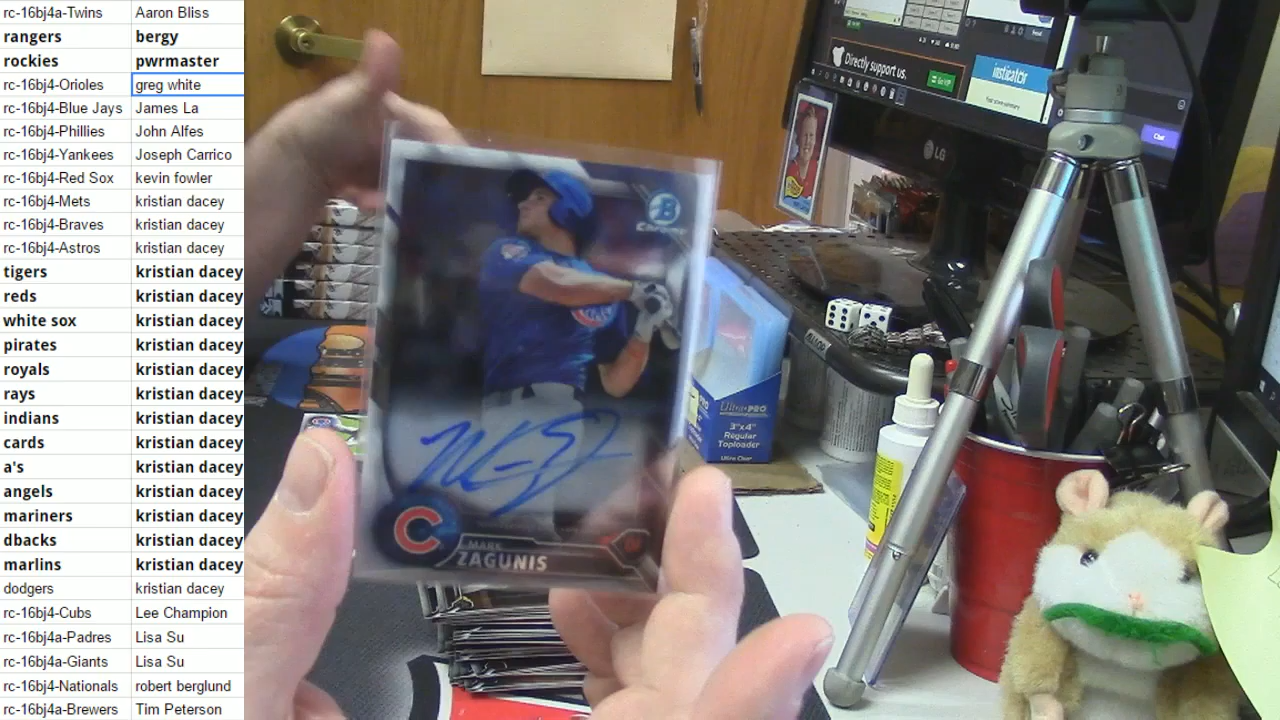 rc-16bj4a-Twins Aaron Bliss
rangers bergy
rockies pwrmaster
rc-16bj4-Orioles greg white
rc-16bj4-Blue Jays James La
rc-16bj4-Phillies John Alfes
rc-16bj4-Yankees Joseph Carrico
rc-16bj4-Red Sox kevin fowler
rc-16bj4-Mets kristian dacey
rc-16bj4-Braves kristian dacey
rc-16bj4-Astros kristian dacey
tigers kristian dacey
reds kristian dacey
white sox kristian dacey
pirates kristian dacey
royals kristian dacey
rays kristian dacey
indians kristian dacey
cards kristian dacey
a's kristian dacey
angels kristian dacey
mariners kristian dacey
dbacks kristian dacey
marlins kristian dacey
dodgers kristian dacey
rc-16bj4-Cubs Lee Champion
rc-16bj4a-Padres Lisa Su
rc-16bj4a-Giants Lisa Su
rc-16bj4-Nationals robert berglund
rc-16bj4a-Brewers Tim Peterson
B
Chrome
C
MARK
ZAGUNIS
Directly support us.
insticator
Chat
LG
Ultra·PRO
3"x4"
Regular
Toploader
Ultra Clear